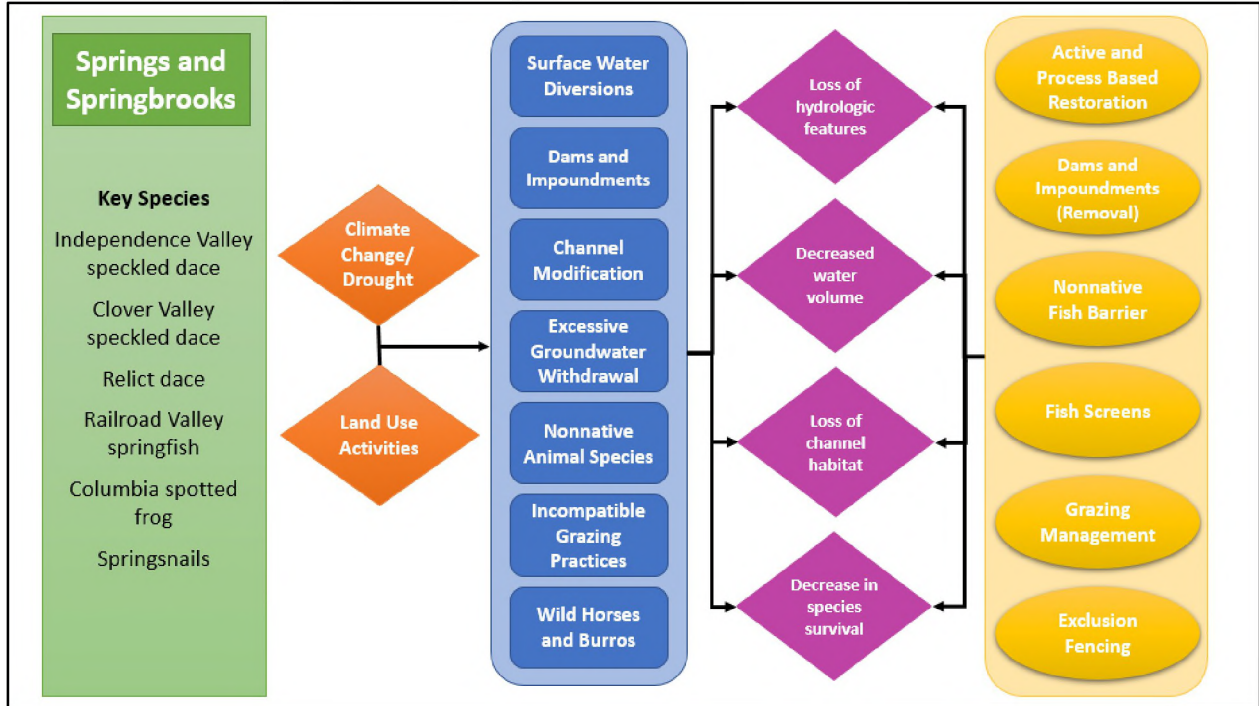 Springs and
Springbrooks
Key Species
Independence Valley
speckled dace
Clover Valley
speckled dace
Relict dace
Railroad Valley
springfish
Columbia spotted
frog
Springsnails
Climate
Change/
Drought
Land Use
Activities
Surface Water
Diversions
Dams and
Impoundments
Channel
Modification
Excessive
Groundwater
Withdrawal
Nonnative
Animal Species
Incompatible
Grazing
Practices
Wild Horses
and Burros
Loss of
hydrologic
features
Decreased
water
volume
Loss of
channel
habitat
Decrease in
species
survival
Active and
Process Based
Restoration
Dams and
Impoundments
(Removal)
Nonnative
Fish Barrier
Fish Screens
Grazing
Management
Exclusion
Fencing